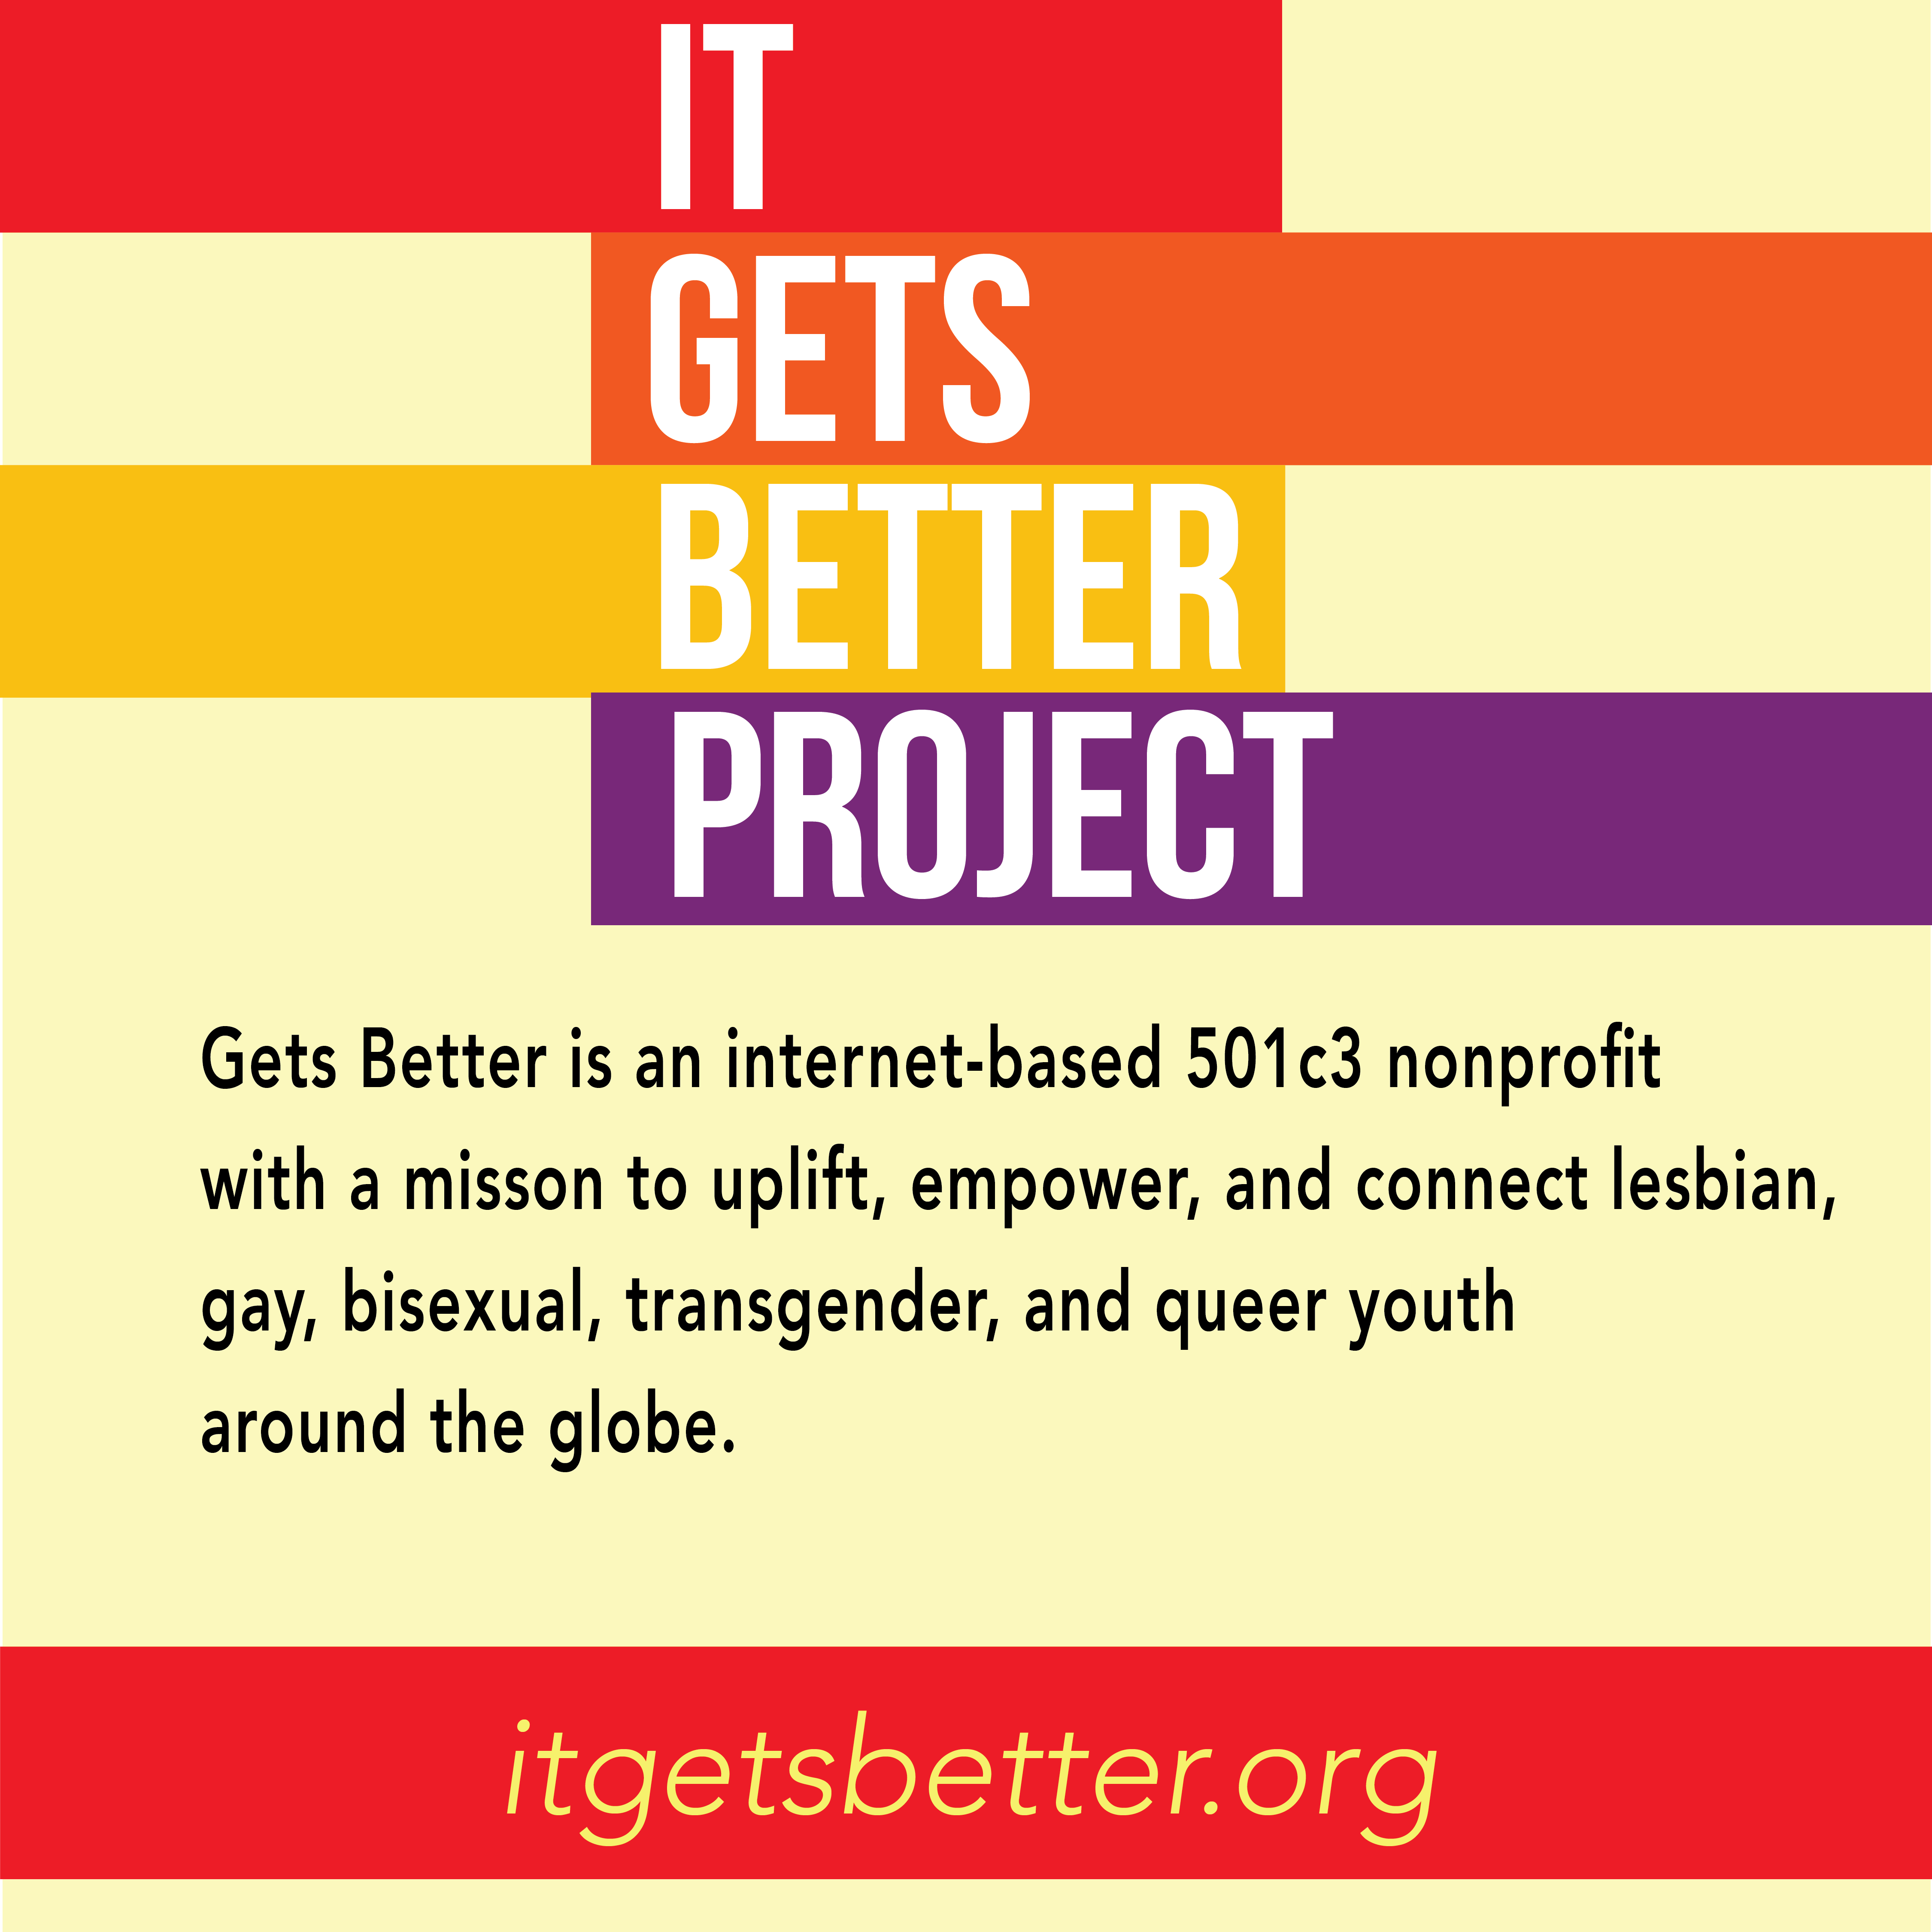 IT
GETS
BETTER
PROJECT
Gets Better is an internet-based 501c3 nonprofit
with a misson to uplift, empower, and connect lesbian,
gay, bisexual, transgender, and queer youth
around the globe.
itgetsbetter.org